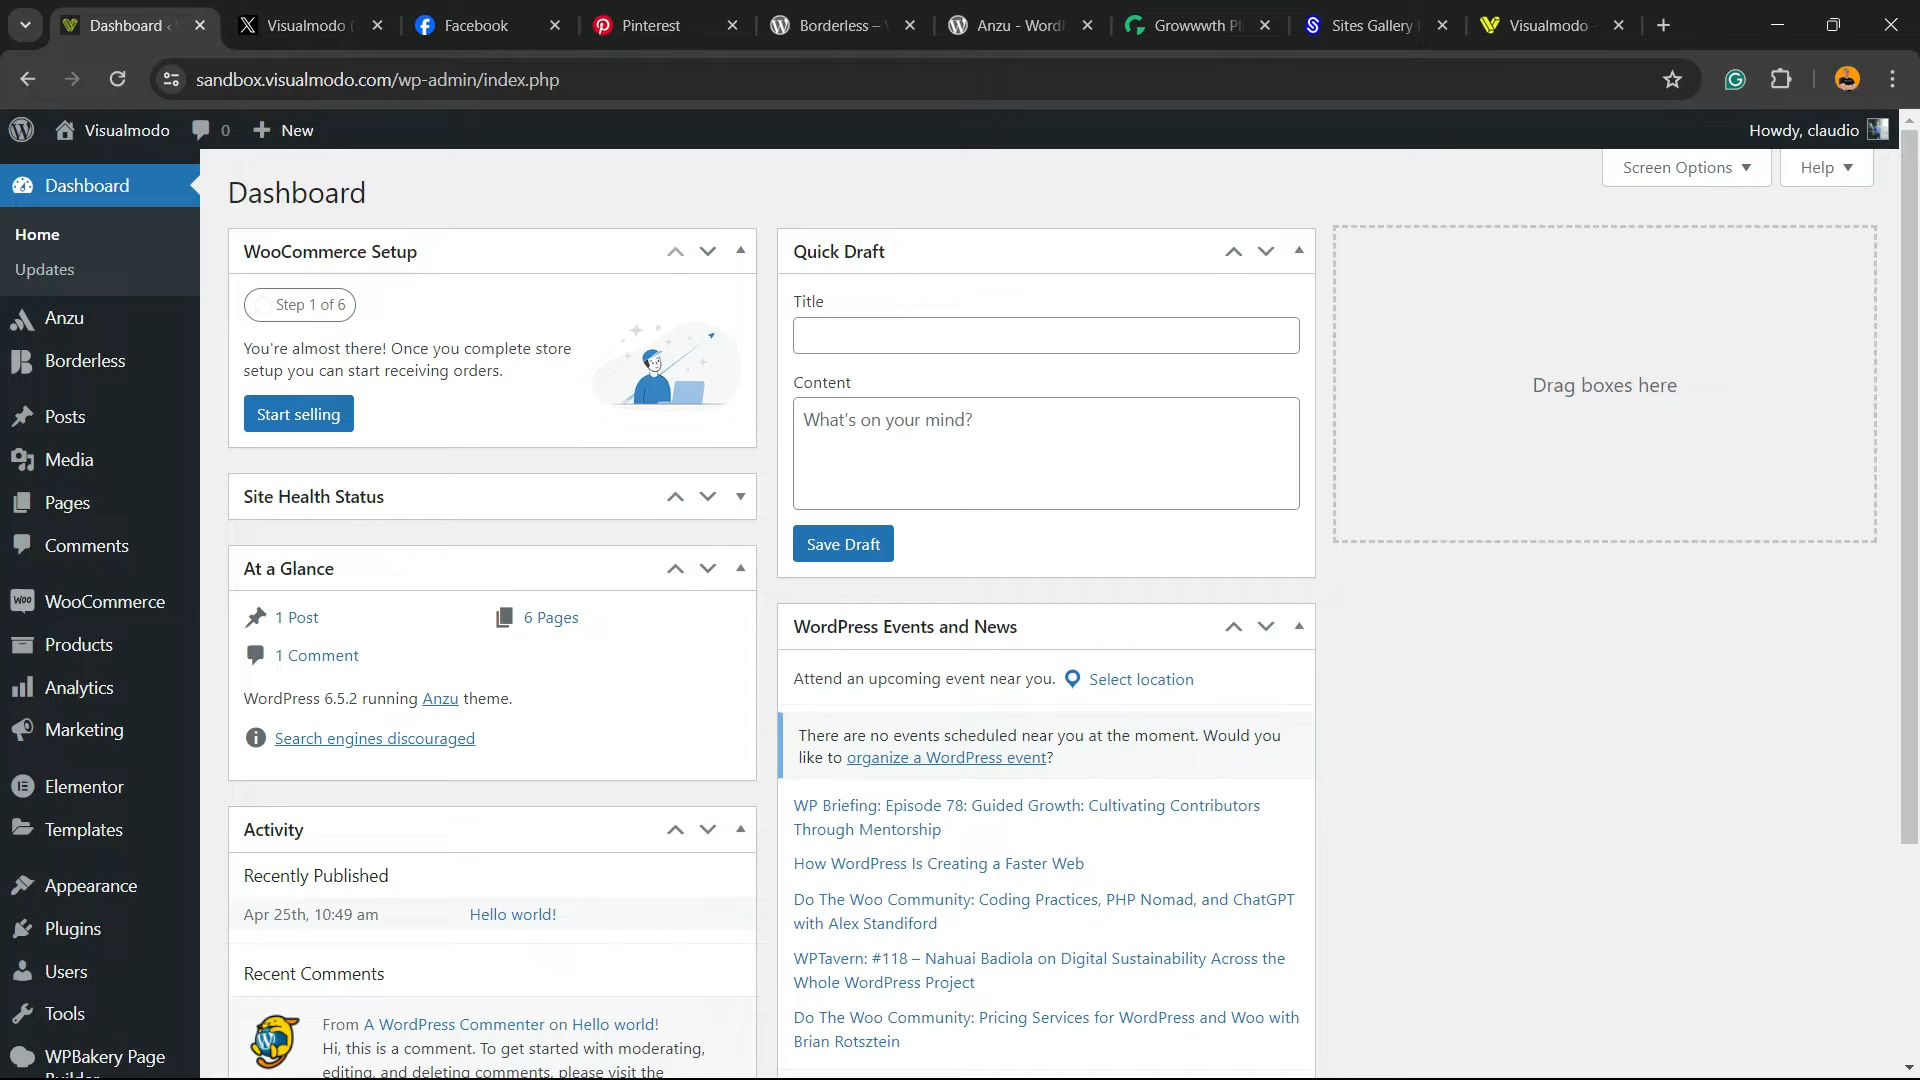 Dashboard ‹
Visualmodo (
Facebook
Pinterest
Borderless – \
Anzu - Word
Growwwth Pl
Sites Gallery
Visualmodo -
sandbox.visualmodo.com/wp-admin/index.php
Visualmodo
0
New
Howdy, claudio
Screen Options
Help
Dashboard
Home
Updates
Anzu
Borderless
Posts
Media
Pages
Comments
WooCommerce
Products
Analytics
Marketing
Elementor
Templates
Appearance
Plugins
Users
Tools
WPBakery Page
Builder
Dashboard
WooCommerce Setup
Step 1 of 6
You're almost there! Once you complete store
setup you can start receiving orders.
Start selling
Site Health Status
At a Glance
1 Post
6 Pages
1 Comment
WordPress 6.5.2 running Anzu theme.
Search engines discouraged
Activity
Recently Published
Apr 25th, 10:49 am
Hello world!
Recent Comments
From A WordPress Commenter on Hello world!
Hi, this is a comment. To get started with moderating,
editing, and deleting comments, please visit the
Quick Draft
Title
Content
What's on your mind?
Save Draft
WordPress Events and News
Attend an upcoming event near you.
Select location
There are no events scheduled near you at the moment. Would you
like to organize a WordPress event?
WP Briefing: Episode 78: Guided Growth: Cultivating Contributors
Through Mentorship
How WordPress Is Creating a Faster Web
Do The Woo Community: Coding Practices, PHP Nomad, and ChatGPT
with Alex Standiford
WPTavern: #118 – Nahuai Badiola on Digital Sustainability Across the
Whole WordPress Project
Do The Woo Community: Pricing Services for WordPress and Woo with
Brian Rotsztein
Drag boxes here